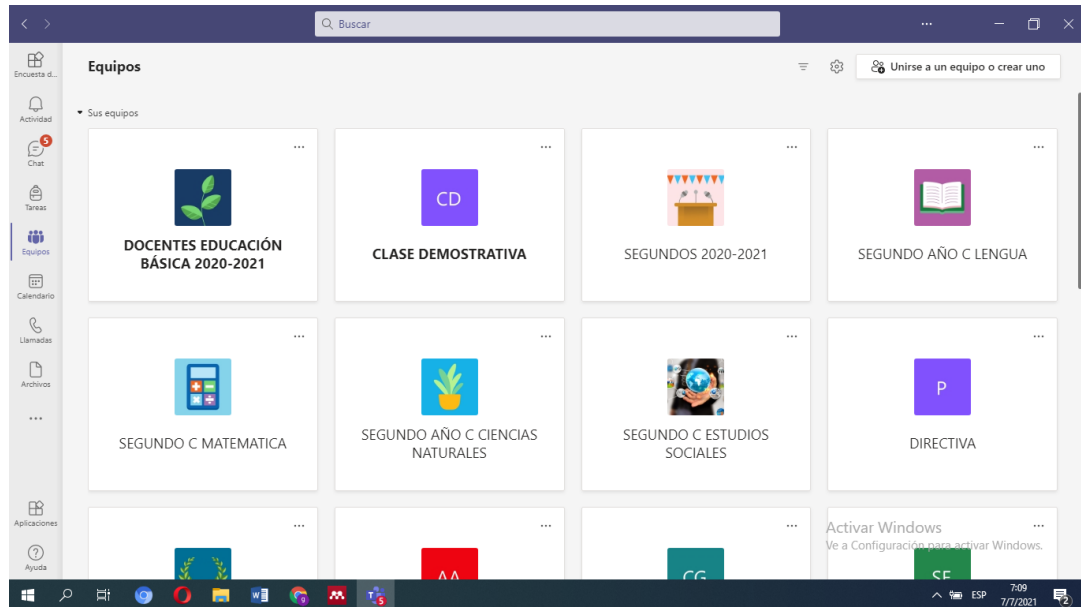 Buscar
Encuesta d...
Equipos
Unirse a un equipo o crear uno
Actividad
Sus equipos
5
Chat
CD
Tareas
Equipos
DOCENTES EDUCACIÓN
BÁSICA 2020-2021
CLASE DEMOSTRATIVA
SEGUNDOS 2020-2021
SEGUNDO AÑO C LENGUA
Calendario
Llamadas
Archivos
P
SEGUNDO C MATEMATICA
SEGUNDO AÑO C CIENCIAS
NATURALES
SEGUNDO C ESTUDIOS
SOCIALES
DIRECTIVA
Aplicaciones
Ayuda
Activar Windows
Ve a Configuración para activar Windows.
AA
CG
SE
ESP
7:09
7/7/2021
2